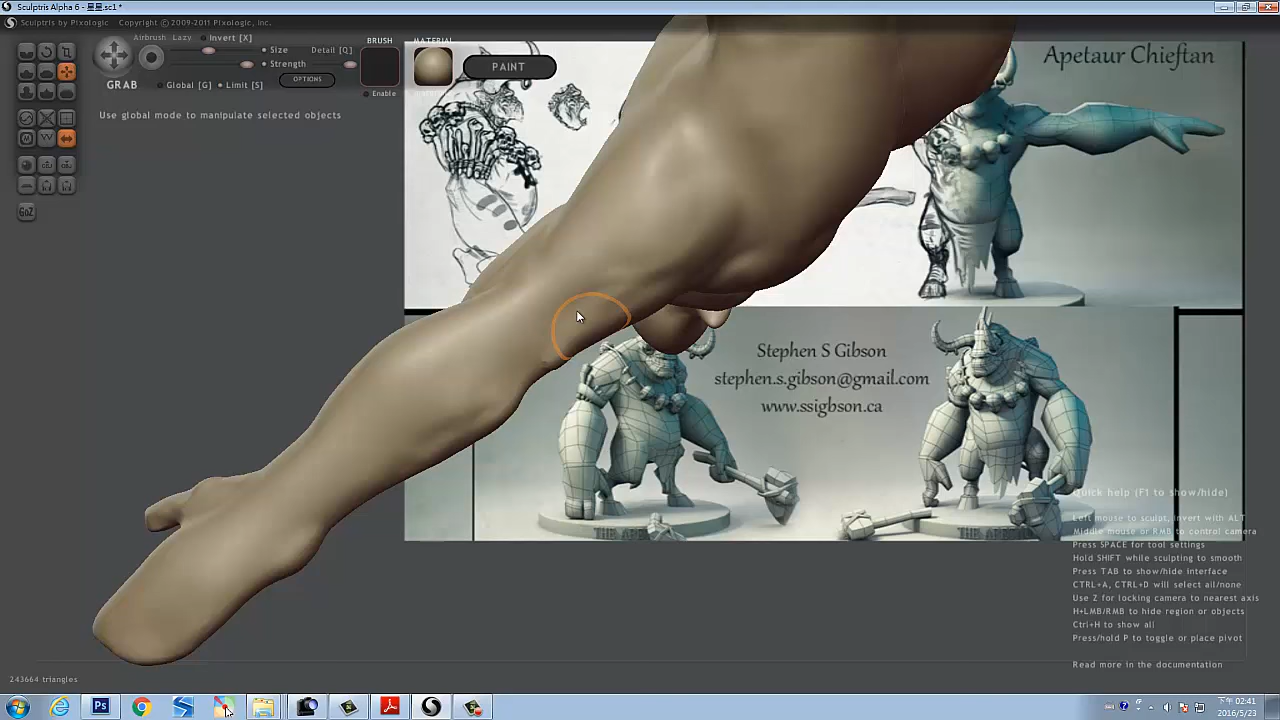 Sculptris Alpha 6 - 星星.sc1 *
Sculptris by Pixologic Copyright © 2009-2011 Pixologic, Inc.
Airbrush Lazy Invert [X]
Size Detail [Q]
Strength
GRAB Global [G] Limit [S] OPTIONS
BRUSH
Enable
MATERIAL
PAINT
Use global mode to manipulate selected objects
GoZ
Apetaur Chieftan
Stephen S Gibson
stephen.s.gibson@gmail.com
www.ssigbson.ca
Quick help (F1 to show/hide)
Left mouse to sculpt, invert with ALT
Middle mouse or RMB to control camera
Press SPACE for tool settings
Hold SHIFT while sculpting to smooth
Press TAB to show/hide interface
CTRL+A, CTRL+D will select all/none
Use Z for locking camera to nearest axis
H+LMB/RMB to hide region or objects
Ctrl+H to show all
Press/hold P to toggle or place pivot
Read more in the documentation
243664 triangles
Ps
下午 02:41
2016/5/23